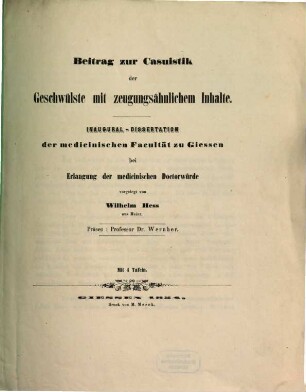 Beitrag zur Casuistik
der
Geschwülste mit zeugungsähnlichem Inhalte.
INAUGURAL-DISSERTATION
der medicinischen Facultät zu Giessen
bei
Erlangung der medicinischen Doctorwürde
vorgelegt von
Wilhelm Hess
aus Mainz.
Präses: Professor Dr. Wernher.
Mit 4 Tafeln.
GIESSEN 1854.
Druck von H. Merck.